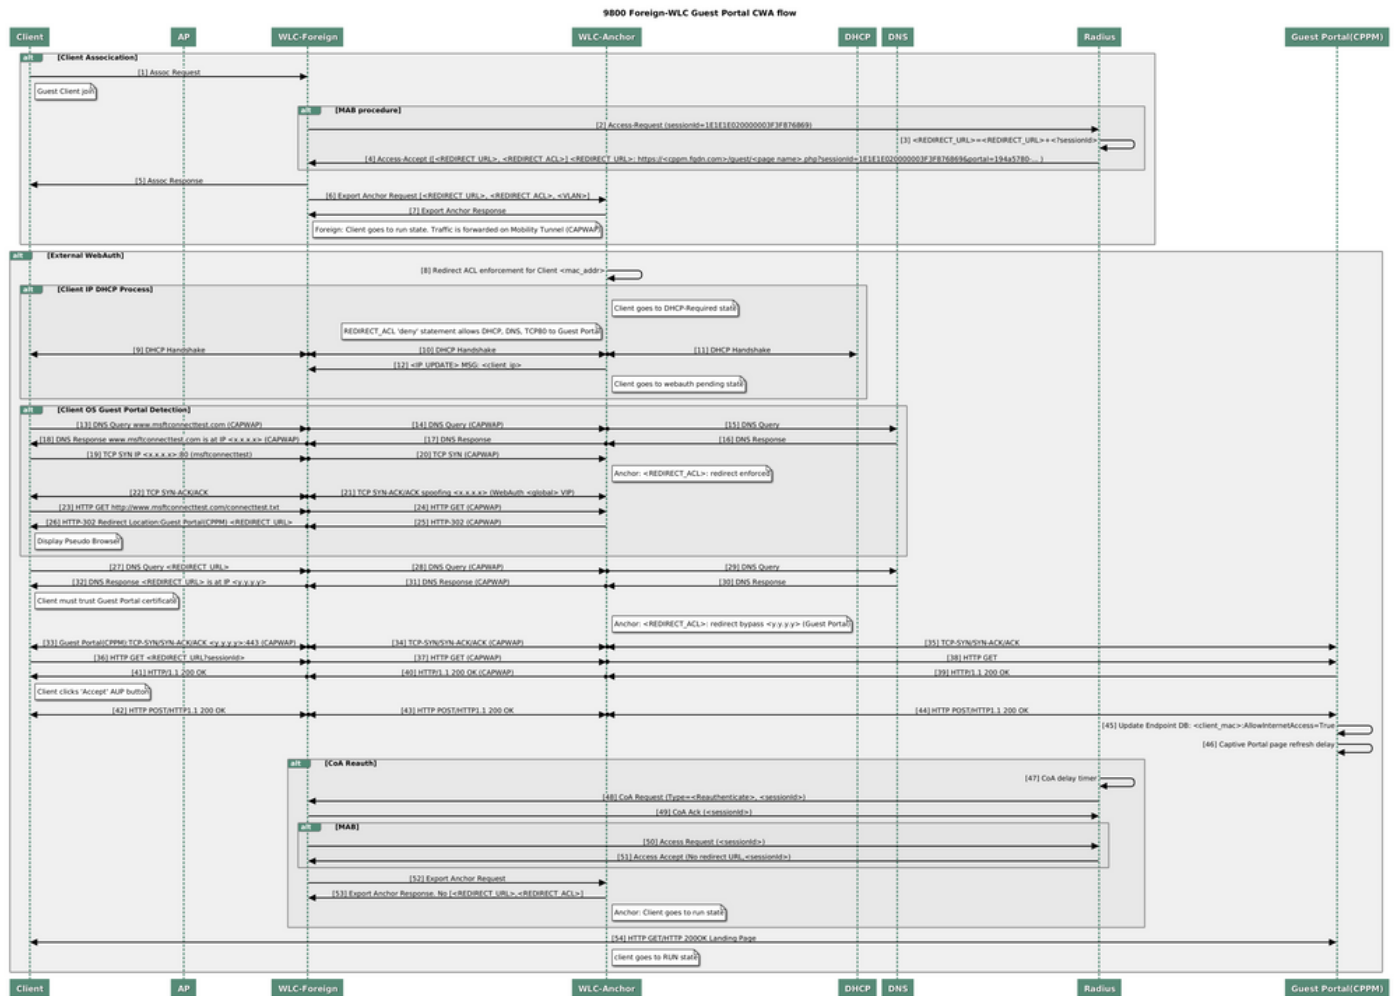 9800 Foreign-WLC Guest Portal CWA flow
Client AP WLC-Foreign WLC-Anchor DHCP DNS Radius Guest Portal(CPPM)
alt [Client Assocication]
[1] Assoc Request
Guest Client join
alt [MAB procedure]
[2] Access-Request (sessionId=1E1E1E020000003F3F876869)
[3] <REDIRECT_URL>=<REDIRECT_URL>+<?sessionId>
[4] Access-Accept ([<REDIRECT_URL>, <REDIRECT_ACL>] <REDIRECT_URL>: https://<cppm.fqdn.com>/guest/<page name>.php?sessionId=1E1E1E020000003F3F876869&portal=194a5780-... )
[5] Assoc Response
[6] Export Anchor Request [<REDIRECT_URL>, <REDIRECT_ACL>, <VLAN>]
[7] Export Anchor Response
Foreign: Client goes to run state. Traffic is forwarded on Mobility Tunnel (CAPWAP)
alt [External WebAuth]
[8] Redirect ACL enforcement for Client <mac_addr>
alt [Client IP DHCP Process]
Client goes to DHCP-Required state
REDIRECT_ACL 'deny' statement allows DHCP, DNS, TCP80 to Guest Portal
[9] DHCP Handshake [10] DHCP Handshake [11] DHCP Handshake
[12] <IP UPDATE> MSG: <client ip>
Client goes to webauth pending state
alt [Client OS Guest Portal Detection]
[13] DNS Query www.msftconnecttest.com (CAPWAP) [14] DNS Query (CAPWAP) [15] DNS Query
[18] DNS Response www.msftconnecttest.com is at IP <x.x.x.x> (CAPWAP) [17] DNS Response [16] DNS Response
[19] TCP SYN IP <x.x.x.x>:80 (msftconnecttest) [20] TCP SYN (CAPWAP)
Anchor: <REDIRECT_ACL>: redirect enforced
[22] TCP SYN-ACK/ACK [21] TCP SYN-ACK/ACK spoofing <x.x.x.x> (WebAuth <global> VIP)
[23] HTTP GET http://www.msftconnecttest.com/connecttest.txt [24] HTTP GET (CAPWAP)
[26] HTTP-302 Redirect Location:Guest Portal(CPPM) <REDIRECT_URL> [25] HTTP-302 (CAPWAP)
Display Pseudo Browser
[27] DNS Query <REDIRECT_URL> [28] DNS Query (CAPWAP) [29] DNS Query
[32] DNS Response <REDIRECT_URL> is at IP <y.y.y.y> [31] DNS Response (CAPWAP) [30] DNS Response
Client must trust Guest Portal certificate
Anchor: <REDIRECT_ACL>: redirect bypass <y.y.y.y> (Guest Portal)
[33] Guest Portal(CPPM):TCP-SYN/SYN-ACK/ACK <y.y.y.y>:443 (CAPWAP) [34] TCP-SYN/SYN-ACK/ACK (CAPWAP) [35] TCP-SYN/SYN-ACK/ACK
[36] HTTP GET <REDIRECT_URL?sessionId> [37] HTTP GET (CAPWAP) [38] HTTP GET
[41] HTTP/1.1 200 OK [40] HTTP/1.1 200 OK (CAPWAP) [39] HTTP/1.1 200 OK
Client clicks 'Accept' AUP button
[42] HTTP POST/HTTP1.1 200 OK [43] HTTP POST/HTTP1.1 200 OK [44] HTTP POST/HTTP1.1 200 OK
[45] Update Endpoint DB: <client_mac>:AllowInternetAccess=True
[46] Captive Portal page refresh delay
alt [CoA Reauth]
[47] CoA delay timer
[48] CoA Request (Type=<Reauthenticate>, <sessionId>)
[49] CoA Ack (<sessionId>)
alt [MAB]
[50] Access Request (<sessionId>)
[51] Access Accept (No redirect URL,<sessionId>)
[52] Export Anchor Request
[53] Export Anchor Response. No [<REDIRECT_URL>,<REDIRECT_ACL>]
Anchor: Client goes to run state
[54] HTTP GET/HTTP 200OK Landing Page
client goes to RUN state
Client AP WLC-Foreign WLC-Anchor DHCP DNS Radius Guest Portal(CPPM)